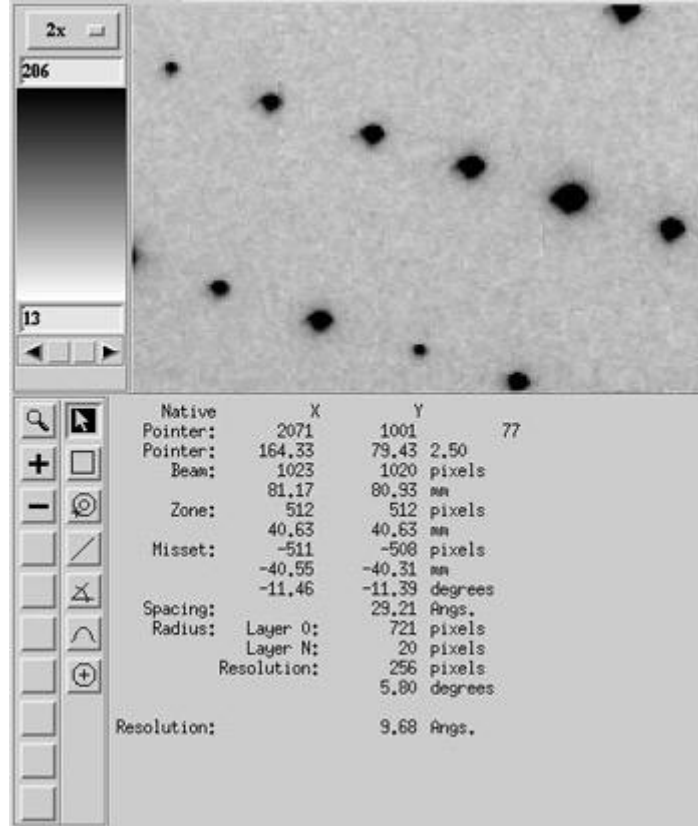 2x
206
13
Native X Y
Pointer: 2071 1001 77
Pointer: 164.33 79.43 2.50
Beam: 1023 1020 pixels
81.17 80.93 mm
Zone: 512 512 pixels
40.63 40.63 mm
Misset: -511 -508 pixels
-40.55 -40.31 mm
-11.46 -11.39 degrees
Spacing: 29.21 Angs.
Radius: Layer 0: 721 pixels
Layer N: 20 pixels
Resolution: 256 pixels
5.80 degrees
Resolution: 9.68 Angs.